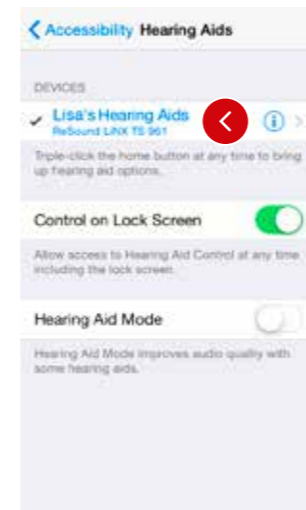 Accessibility Hearing Aids
DEVICES
Lisa's Hearing Aids
ReSound LiNX TS 961
Triple-click the home button at any time to bring
up hearing aid options.
Control on Lock Screen
Allow access to Hearing Aid Control at any time
including the lock screen.
Hearing Aid Mode
Hearing Aid Mode improves audio quality with
some hearing aids.